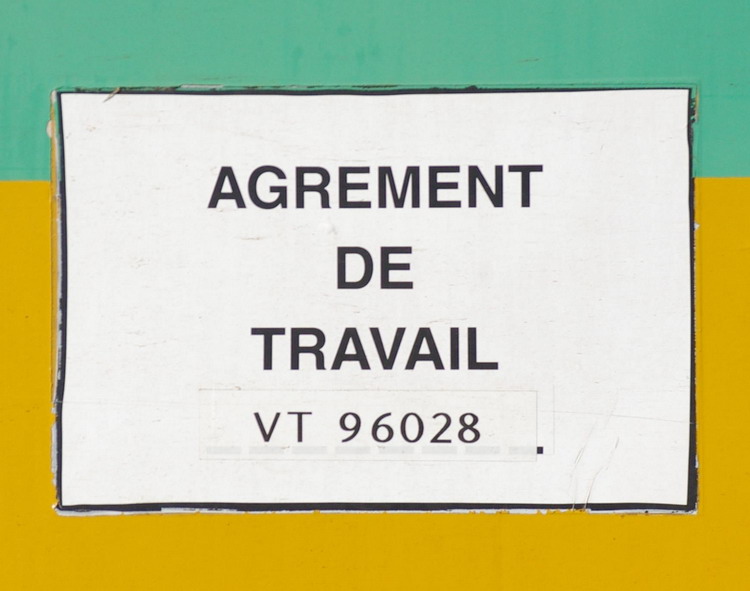 AGREMENT
DE
TRAVAIL
VT 96028